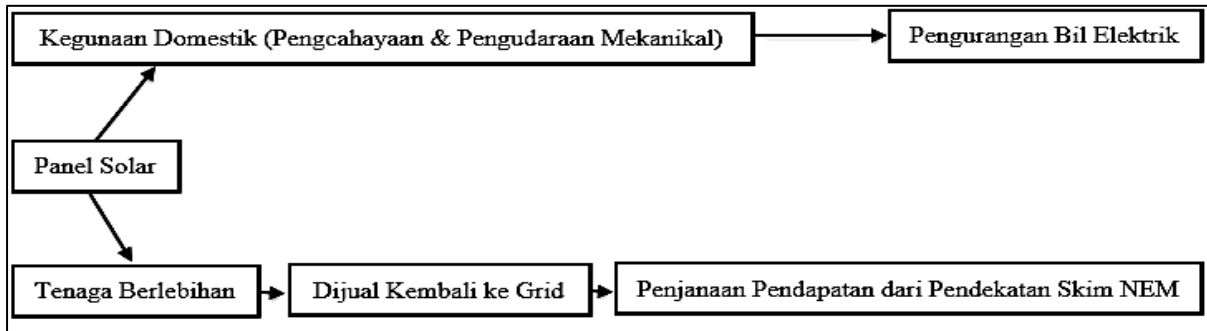 Kegunaan Domestik (Pengcahayaan & Pengudaraan Mekanikal)
Pengurangan Bil Elektrik
Panel Solar
Tenaga Berlebihan
Dijual Kembali ke Grid
Penjanaan Pendapatan dari Pendekatan Skim NEM